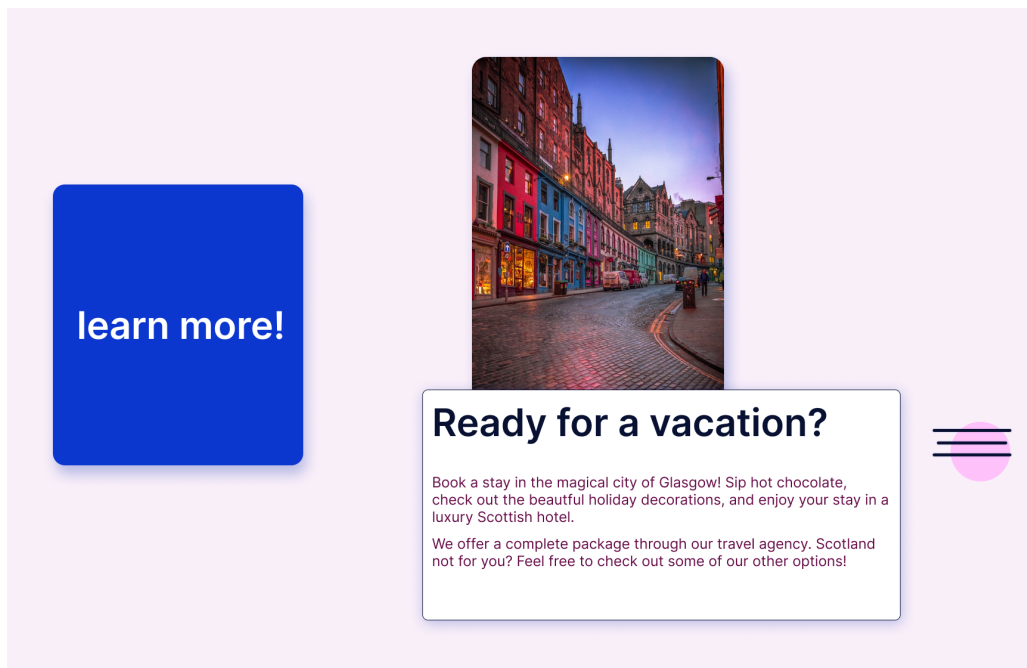 learn more!
Ready for a vacation?
Book a stay in the magical city of Glasgow! Sip hot chocolate,
check out the beautful holiday decorations, and enjoy your stay in a
luxury Scottish hotel.
We offer a complete package through our travel agency. Scotland
not for you? Feel free to check out some of our other options!